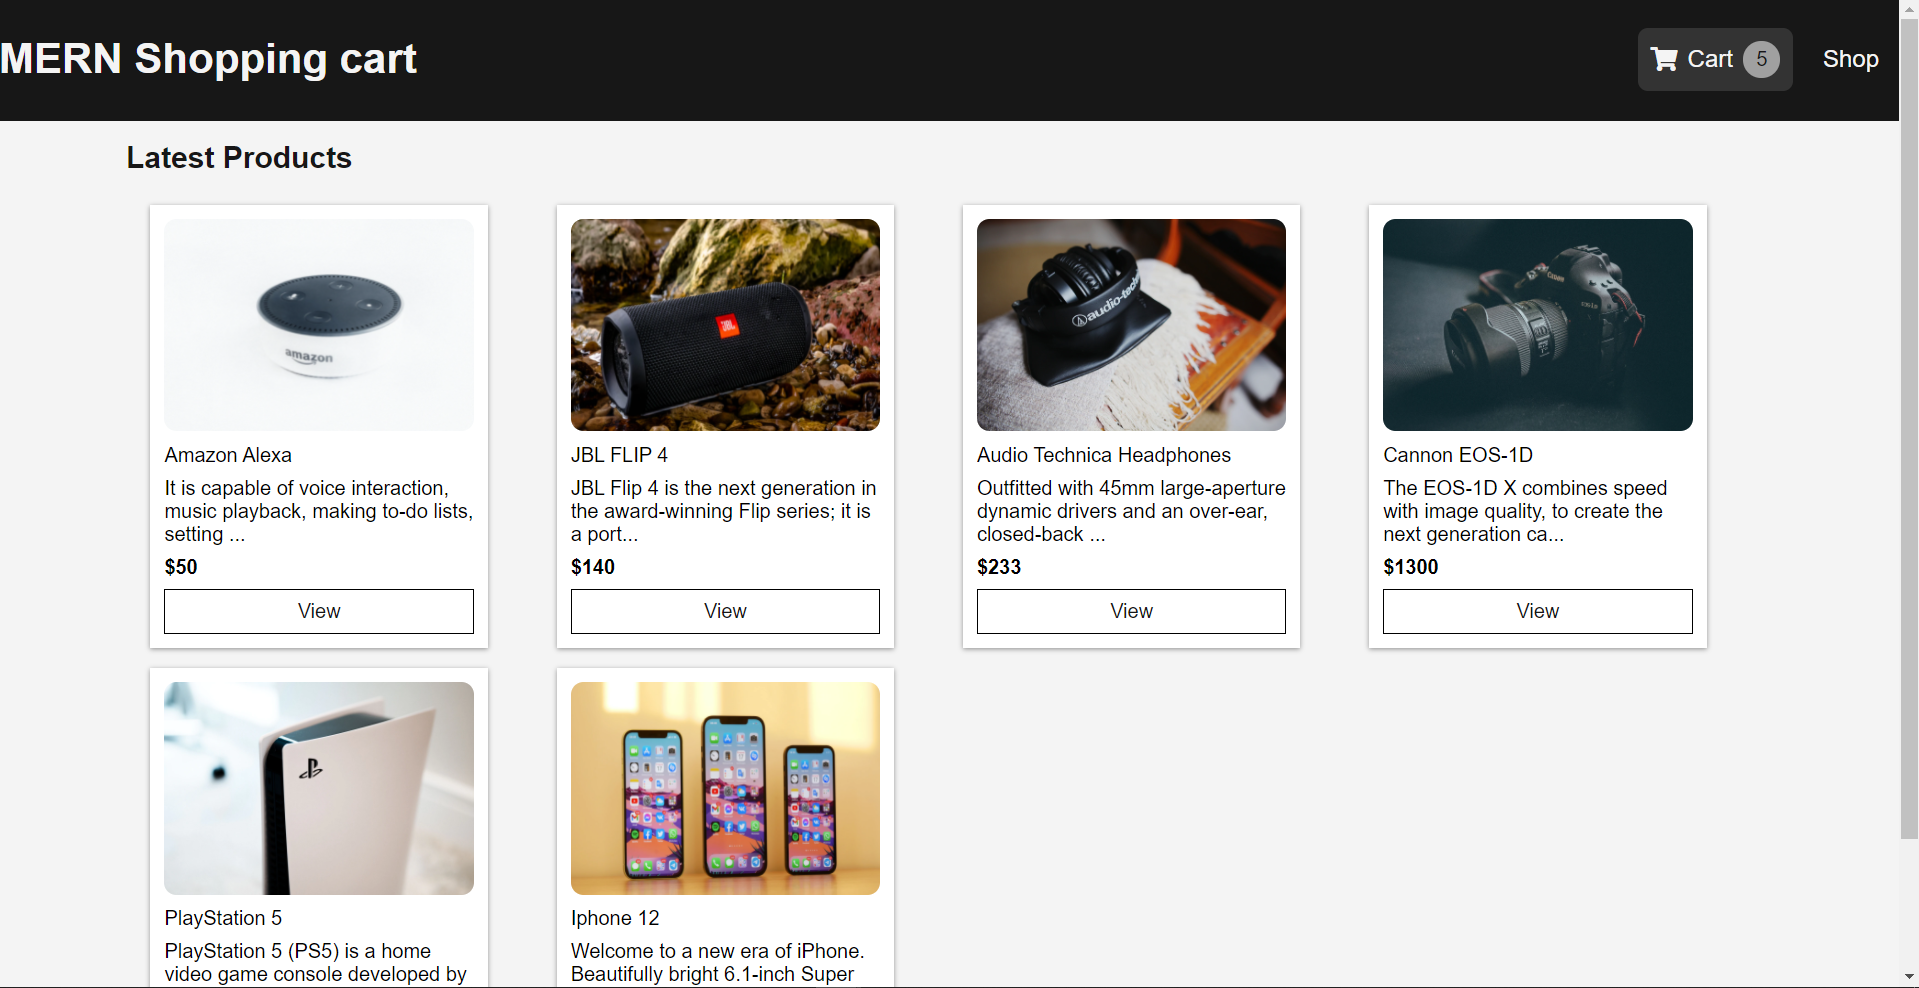 MERN Shopping cart
Cart 5
Shop
Latest Products
amazon
Amazon Alexa
It is capable of voice interaction,
music playback, making to-do lists,
setting ...
$50
View
JBL
JBL FLIP 4
JBL Flip 4 is the next generation in
the award-winning Flip series; it is
a port...
$140
View
audio-tech
Audio Technica Headphones
Outfitted with 45mm large-aperture
dynamic drivers and an over-ear,
closed-back ...
$233
View
Canon
Cannon EOS-1D
The EOS-1D X combines speed
with image quality, to create the
next generation ca...
$1300
View
PlayStation 5
PlayStation 5 (PS5) is a home
video game console developed by
Iphone 12
Welcome to a new era of iPhone.
Beautifully bright 6.1-inch Super